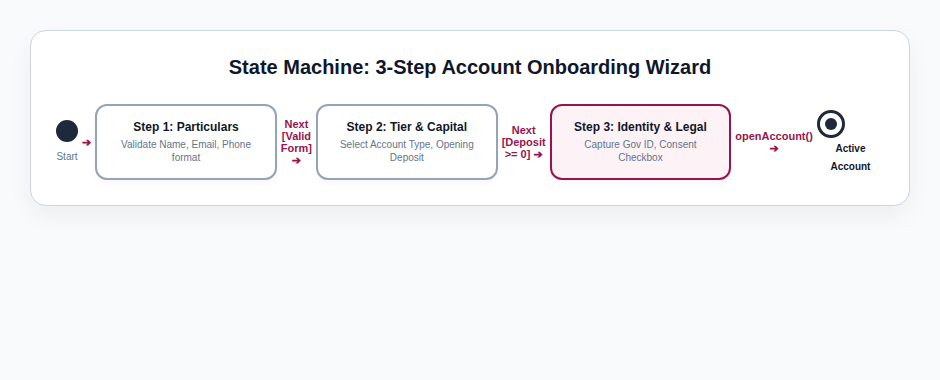 State Machine: 3-Step Account Onboarding Wizard
Start
➔
Step 1: Particulars
Validate Name, Email, Phone
format
Next
[Valid
Form]
➔
Step 2: Tier & Capital
Select Account Type, Opening
Deposit
Next
[Deposit
>= 0] ➔
Step 3: Identity & Legal
Capture Gov ID, Consent
Checkbox
openAccount()
➔
Active
Account